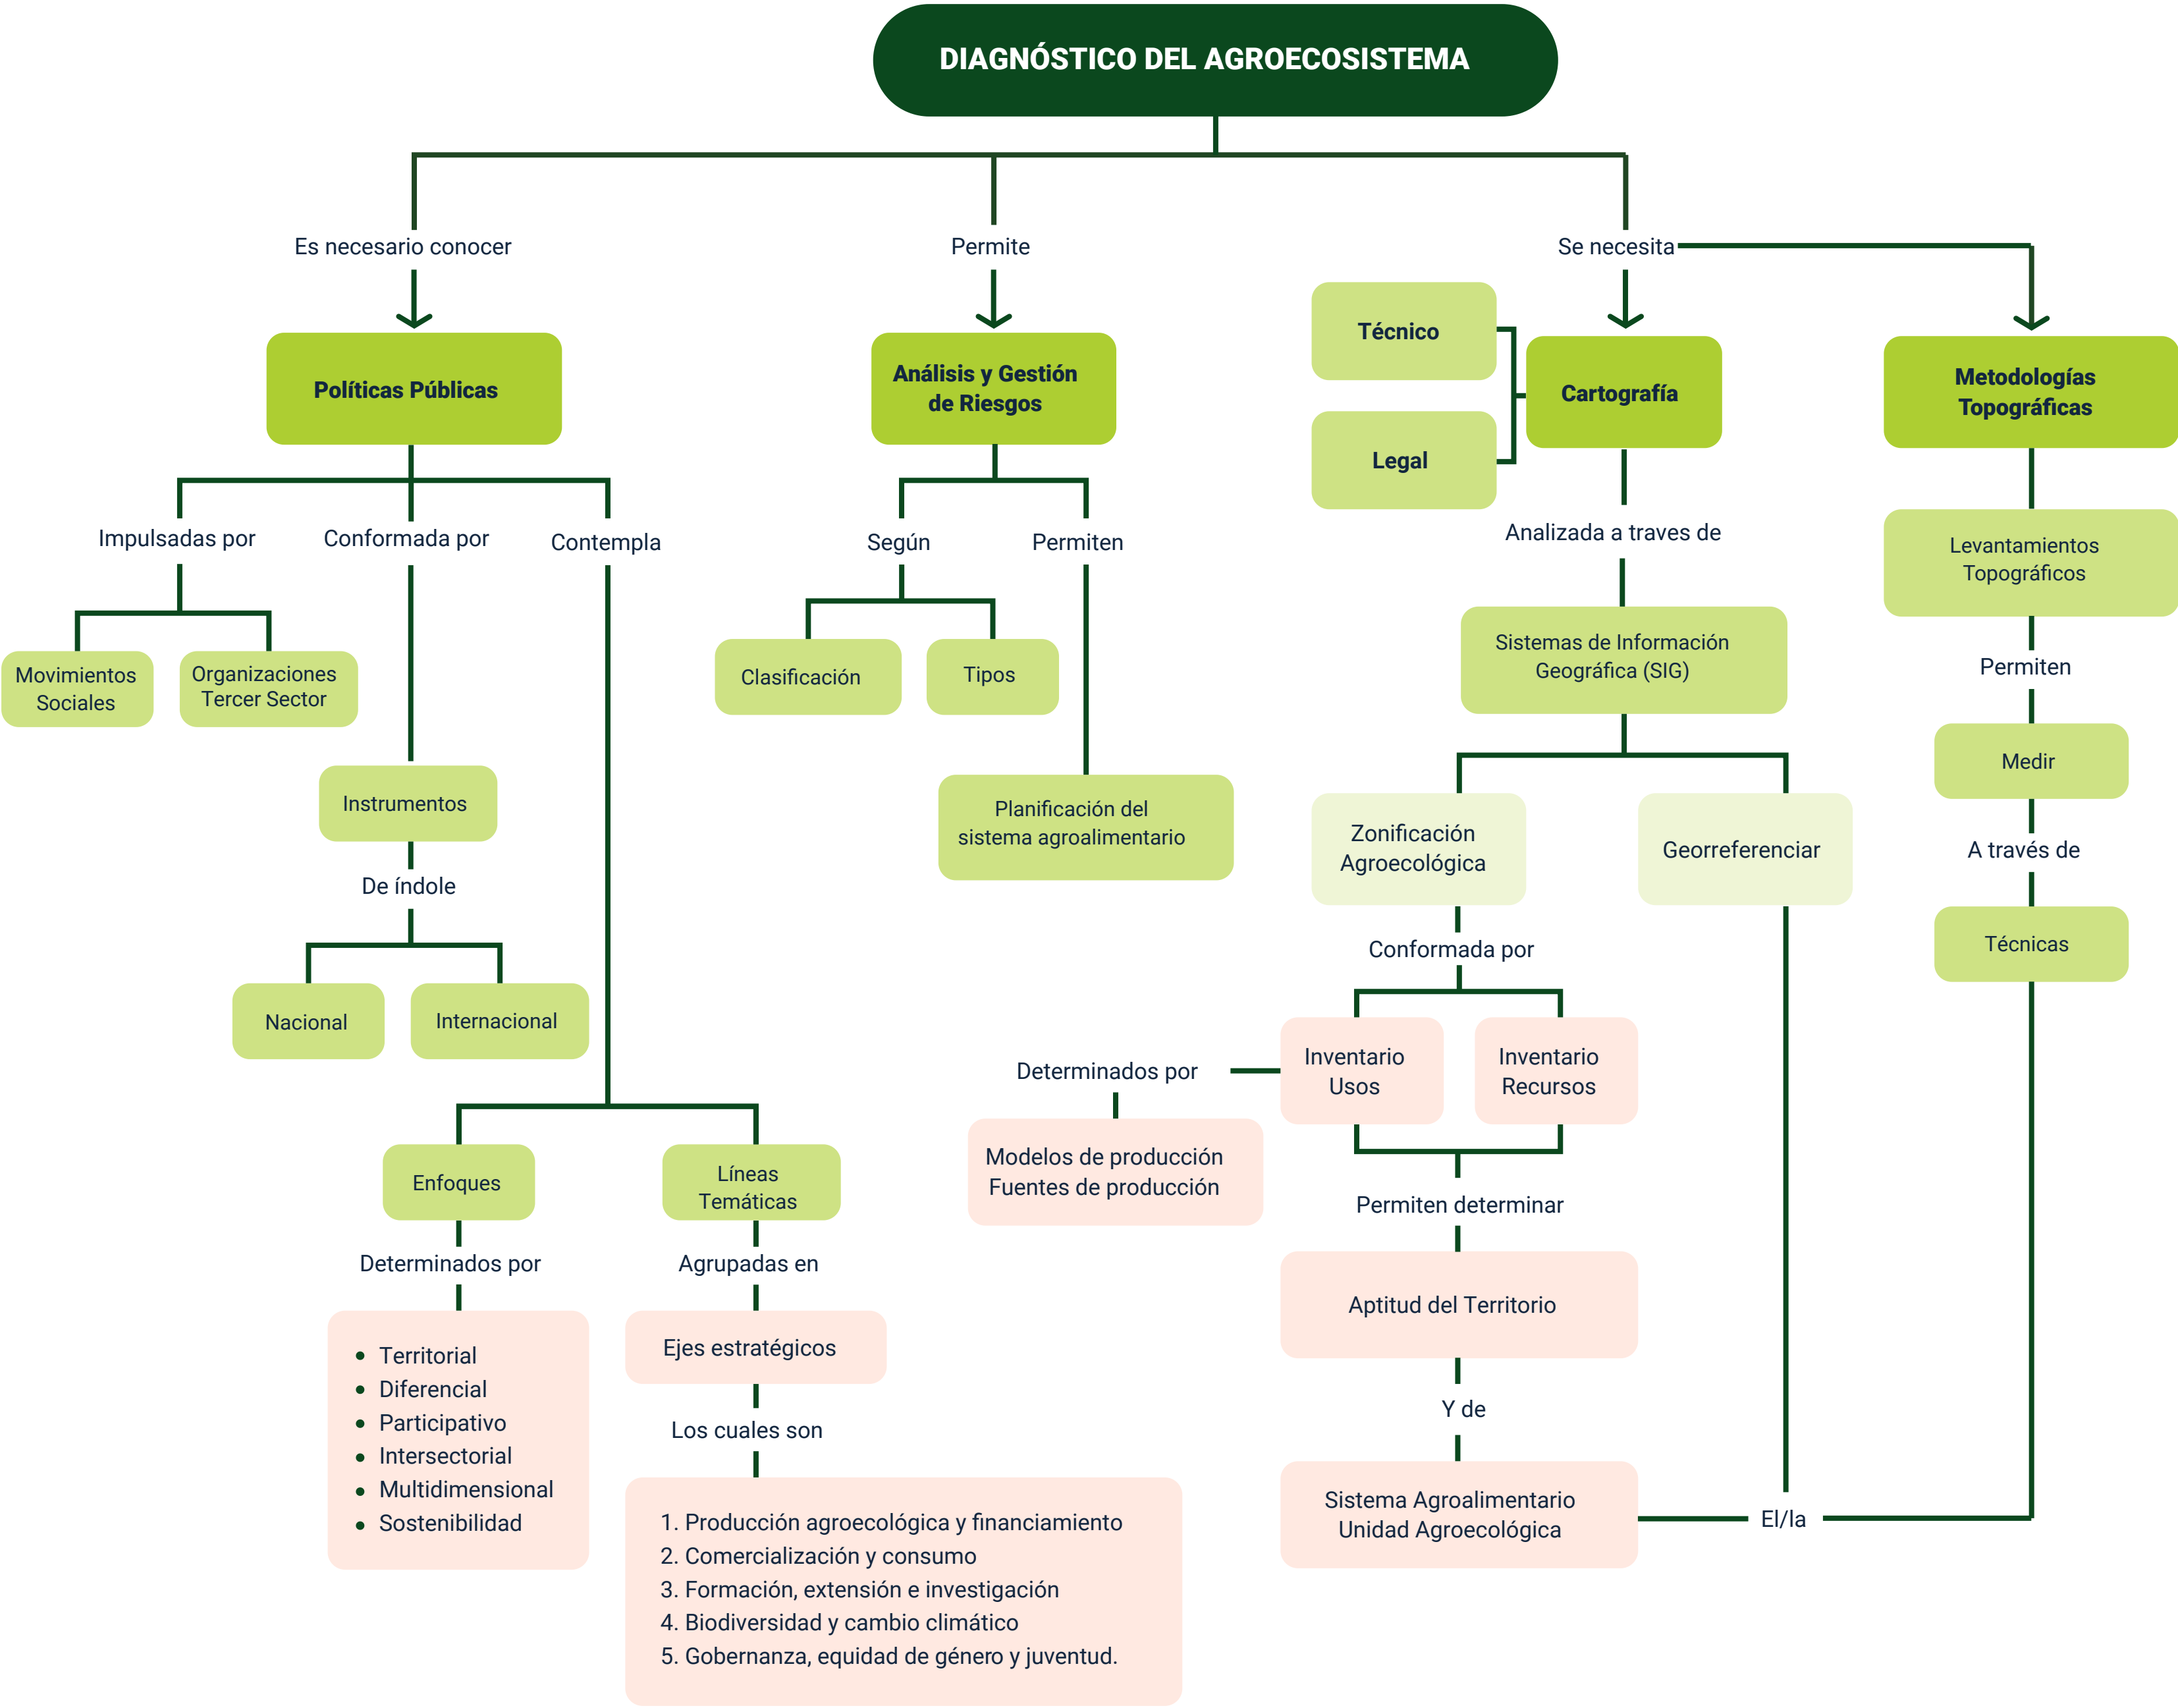 DIAGNÓSTICO DEL AGROECOSISTEMA
Es necesario conocer
Permite
Se necesita
Políticas Públicas
Análisis y Gestión
de Riesgos
Técnico
Legal
Cartografía
Metodologías
Topográficas
Impulsadas por
Conformada por
Contempla
Movimientos
Sociales
Organizaciones
Tercer Sector
Instrumentos
De índole
Nacional
Internacional
Enfoques
Determinados por
Territorial
Diferencial
Participativo
Intersectorial
Multidimensional
Sostenibilidad
Líneas
Temáticas
Agrupadas en
Ejes estratégicos
Los cuales son
1. Producción agroecológica y financiamiento
2. Comercialización y consumo
3. Formación, extensión e investigación
4. Biodiversidad y cambio climático
5. Gobernanza, equidad de género y juventud.
Según
Permiten
Clasificación
Tipos
Planificación del
sistema agroalimentario
Analizada a traves de
Sistemas de Información
Geográfica (SIG)
Zonificación
Agroecológica
Georreferenciar
Conformada por
Inventario
Usos
Inventario
Recursos
Determinados por
Modelos de producción
Fuentes de producción
Permiten determinar
Aptitud del Territorio
Y de
Sistema Agroalimentario
Unidad Agroecológica
El/la
Levantamientos
Topográficos
Permiten
Medir
A través de
Técnicas